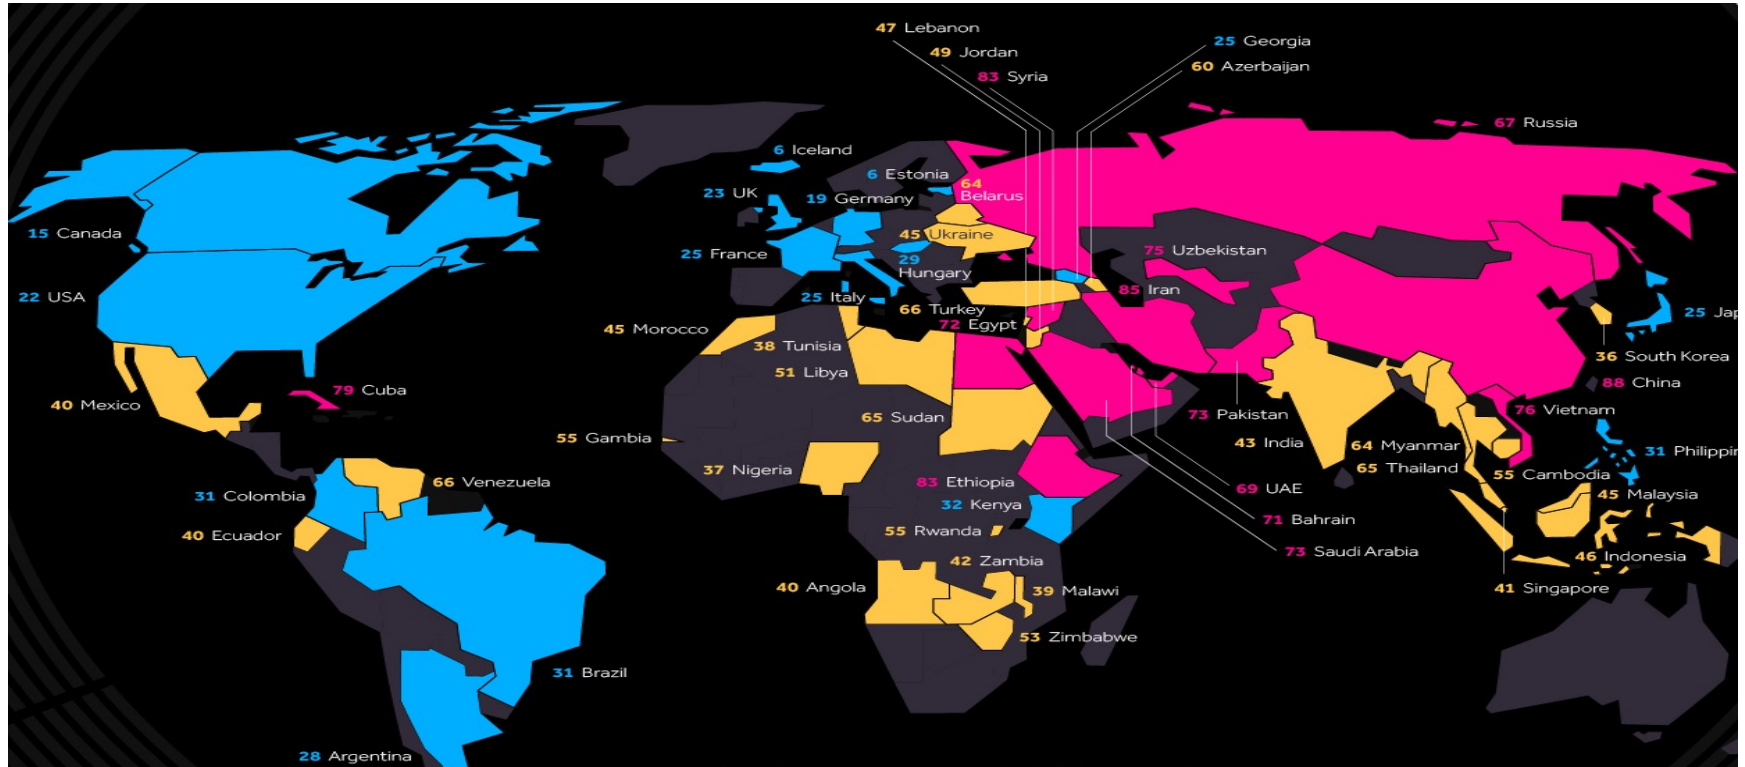 47 Lebanon
49 Jordan
83 Syria
25 Georgia
60 Azerbaijan
67 Russia
6 Iceland
6 Estonia
64
Belarus
23 UK
19 Germany
15 Canada
45 Ukraine
25 France
29
Hungary
75 Uzbekistan
22 USA
25 Italy
85 Iran
66 Turkey
72 Egypt
25 Jap
45 Morocco
38 Tunisia
36 South Korea
51 Libya
88 China
79 Cuba
40 Mexico
65 Sudan
73 Pakistan
76 Vietnam
55 Gambia
43 India
64 Myanmar
31 Philippin
37 Nigeria
65 Thailand
55 Cambodia
66 Venezuela
83 Ethiopia
69 UAE
31 Colombia
32 Kenya
45 Malaysia
71 Bahrain
40 Ecuador
55 Rwanda
73 Saudi Arabia
46 Indonesia
42 Zambia
40 Angola
39 Malawi
41 Singapore
53 Zimbabwe
31 Brazil
28 Argentina